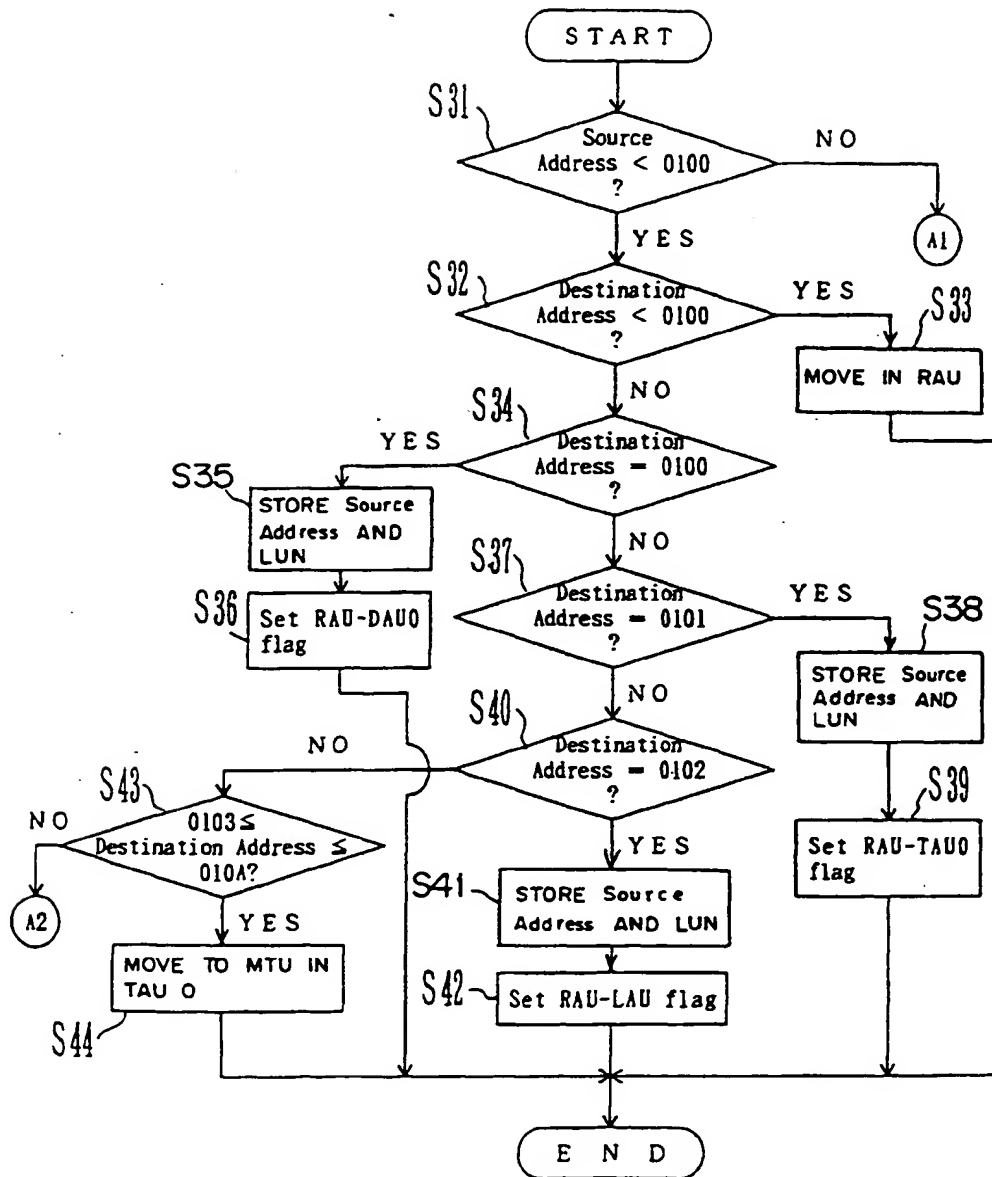 START
S31
Source
Address < 0100
?
NO
A1
YES
S32
Destination
Address < 0100
?
YES
S33
MOVE IN RAU
NO
S34
Destination
Address = 0100
?
YES
S35
STORE Source
Address AND
LUN
S36
Set RAU-DAU0
flag
NO
S37
Destination
Address = 0101
?
YES
S38
STORE Source
Address AND
LUN
S39
Set RAU-TAU0
flag
NO
S40
Destination
Address = 0102
?
NO
S43
0103≤
Destination Address ≤
010A?
NO
A2
YES
MOVE TO MTU IN
TAU 0
S44
YES
S41
STORE Source
Address AND LUN
S42
Set RAU-LAU flag
END